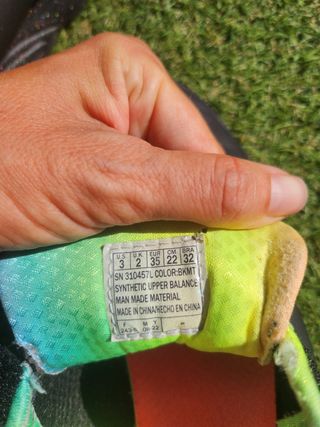 U.S U.K EUR CM BRA
3 2 35 22 32
SN 310457L COLOR:BKMT
SYNTHETIC UPPER BALANCE
MAN MADE MATERIAL
MADE IN CHINA/HECHO EN CHINA